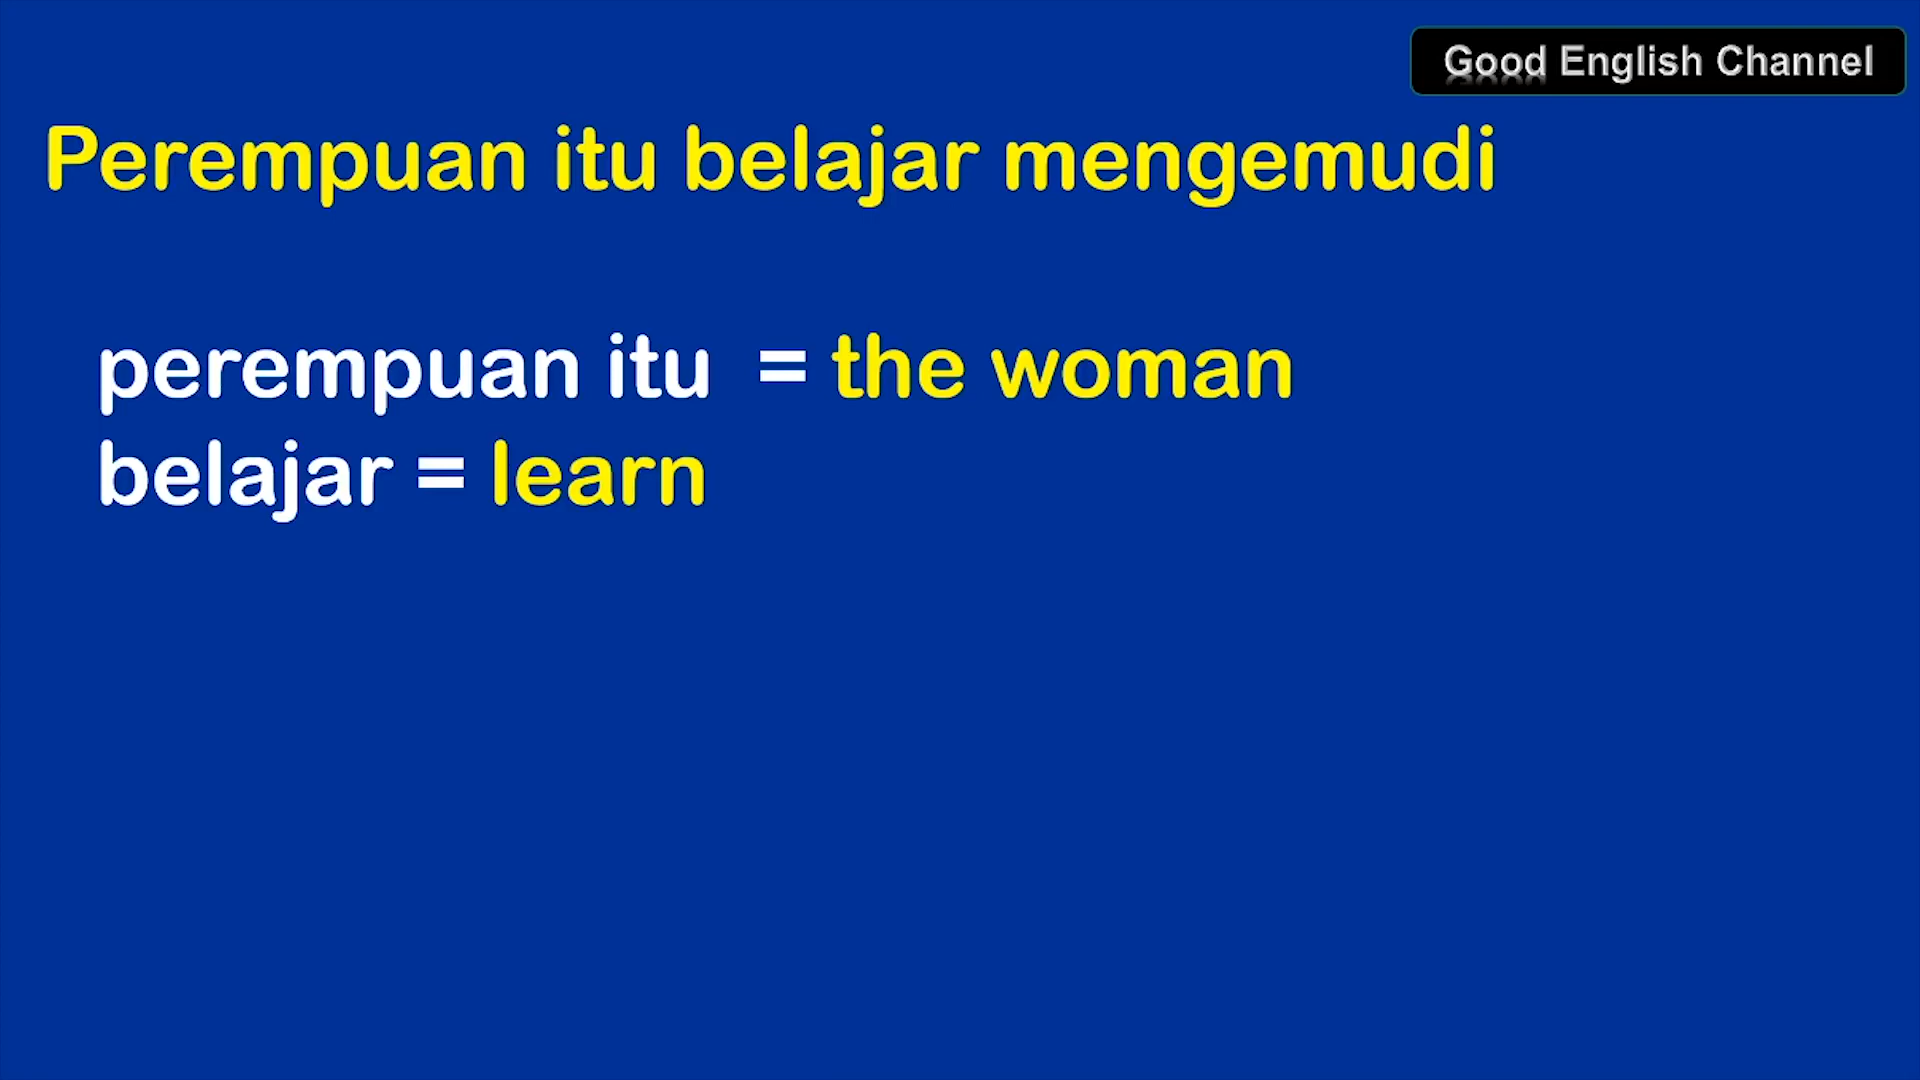 Good English Channel
Perempuan itu belajar mengemudi
perempuan itu = the woman
belajar = learn